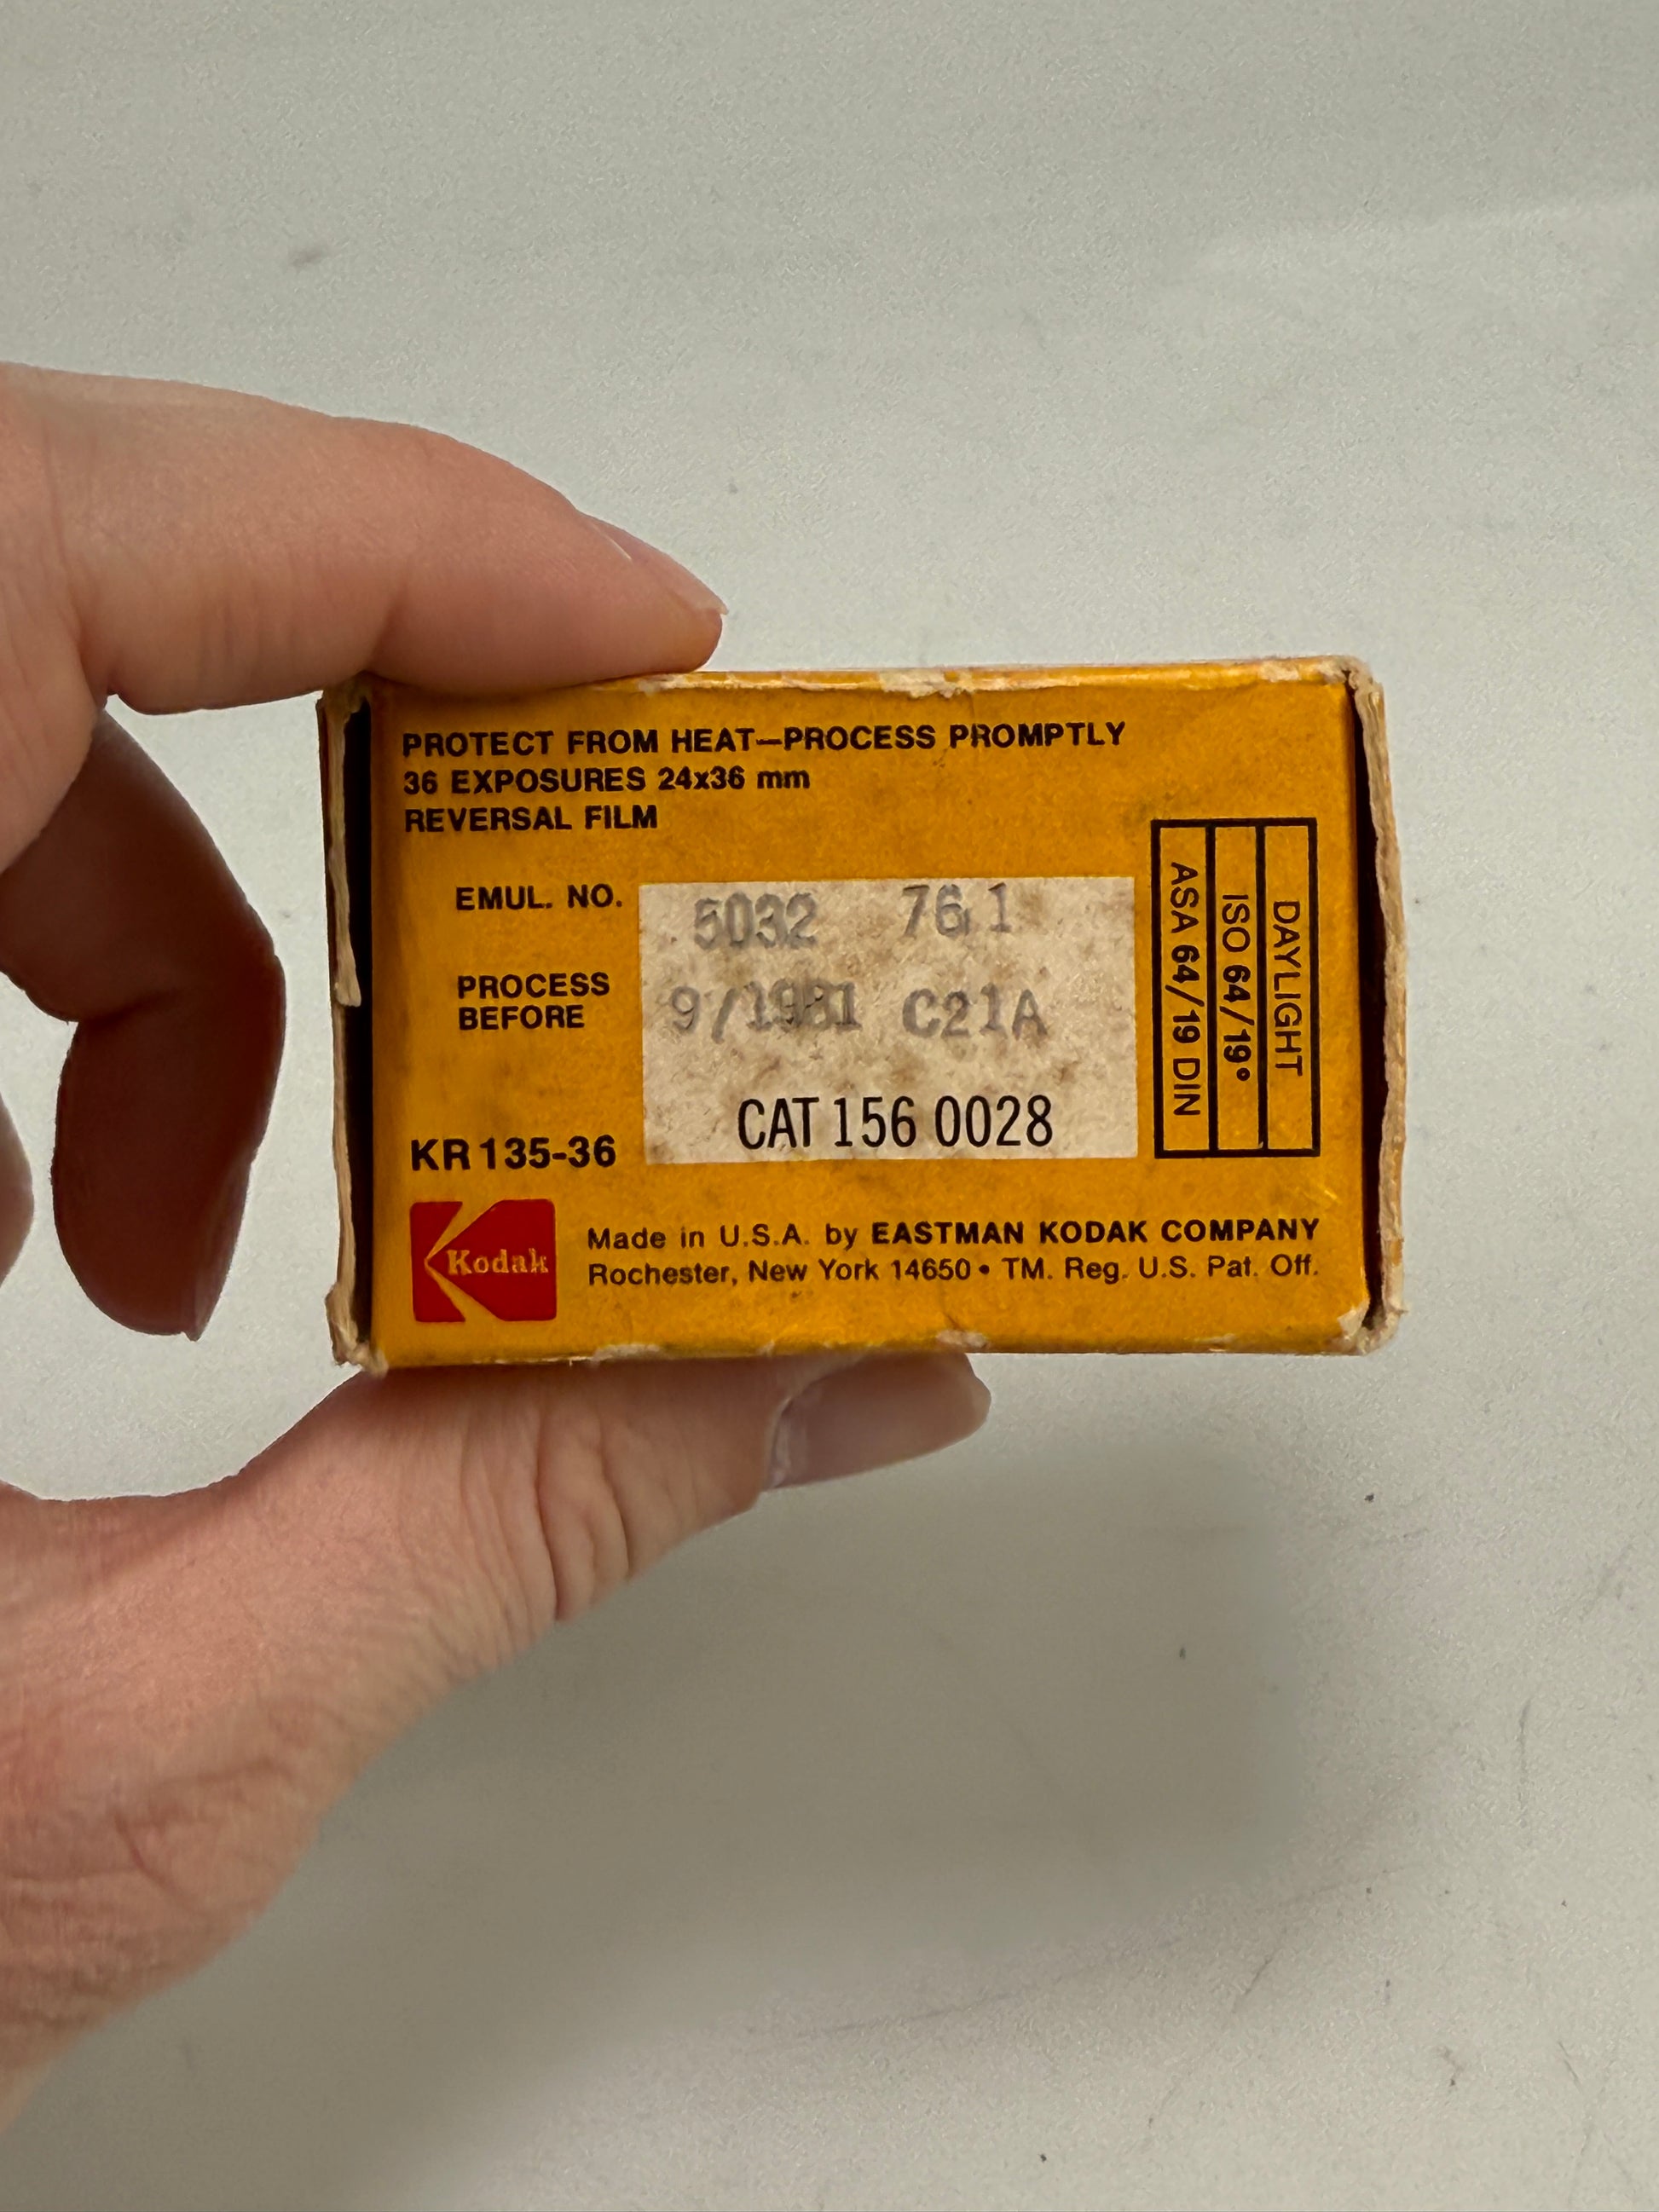 PROTECT FROM HEAT—PROCESS PROMPTLY
36 EXPOSURES 24x36 mm
REVERSAL FILM
EMUL. NO. 5032 761
PROCESS
BEFORE
9/1981 C21A
CAT 156 0028
KR 135-36
DAYLIGHT
ISO 64/19°
ASA 64/19 DIN
Kodak
Made in U.S.A. by EASTMAN KODAK COMPANY
Rochester, New York 14650 • TM. Reg. U.S. Pat. Off.